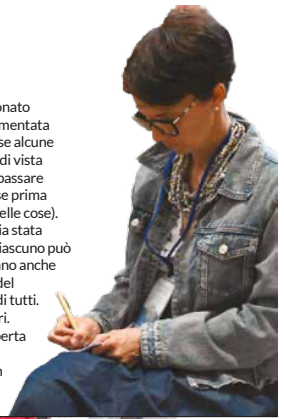 onato
mentata
se alcune
di vista
passare
se prima
elle cose).
ia stata
iascuno può
no anche
del
di tutti.
ri.
erta
n